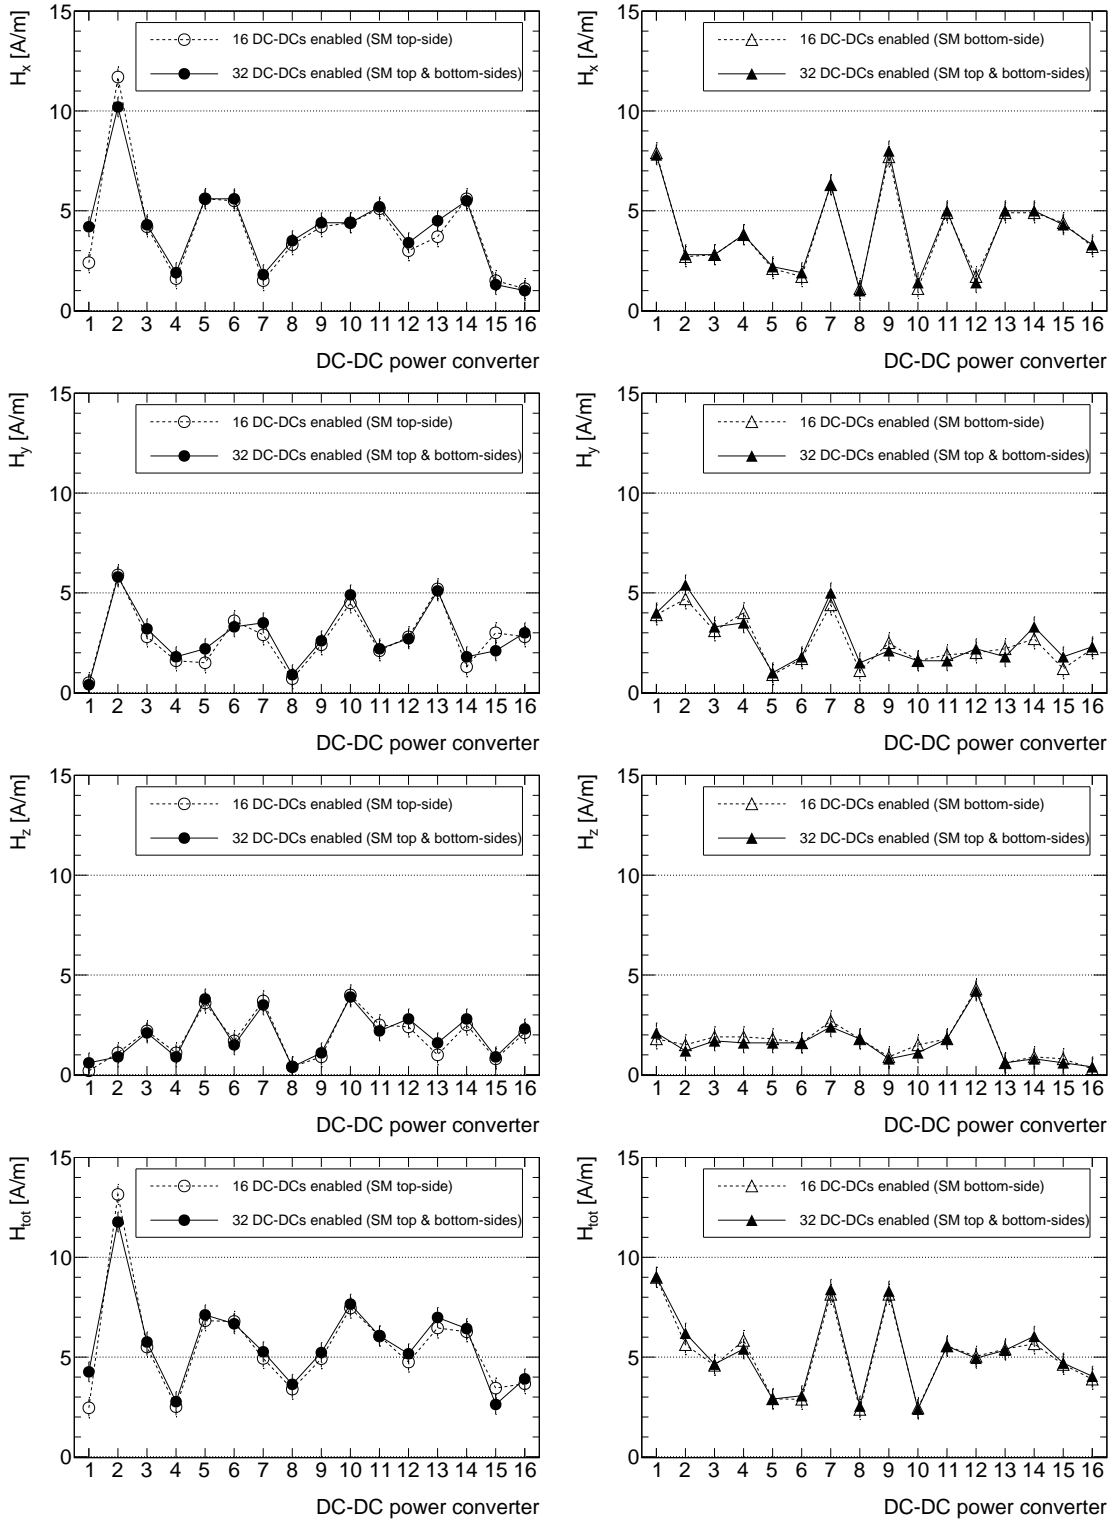 H_x [A/m]
15
10
5
0
16 DC-DCs enabled (SM top-side)
32 DC-DCs enabled (SM top & bottom-sides)
1 2 3 4 5 6 7 8 9 10 11 12 13 14 15 16
DC-DC power converter
H_x [A/m]
15
10
5
0
16 DC-DCs enabled (SM bottom-side)
32 DC-DCs enabled (SM top & bottom-sides)
1 2 3 4 5 6 7 8 9 10 11 12 13 14 15 16
DC-DC power converter
H_y [A/m]
15
10
5
0
16 DC-DCs enabled (SM top-side)
32 DC-DCs enabled (SM top & bottom-sides)
1 2 3 4 5 6 7 8 9 10 11 12 13 14 15 16
DC-DC power converter
H_y [A/m]
15
10
5
0
16 DC-DCs enabled (SM bottom-side)
32 DC-DCs enabled (SM top & bottom-sides)
1 2 3 4 5 6 7 8 9 10 11 12 13 14 15 16
DC-DC power converter
H_z [A/m]
15
10
5
0
16 DC-DCs enabled (SM top-side)
32 DC-DCs enabled (SM top & bottom-sides)
1 2 3 4 5 6 7 8 9 10 11 12 13 14 15 16
DC-DC power converter
H_z [A/m]
15
10
5
0
16 DC-DCs enabled (SM bottom-side)
32 DC-DCs enabled (SM top & bottom-sides)
1 2 3 4 5 6 7 8 9 10 11 12 13 14 15 16
DC-DC power converter
H_tot [A/m]
15
10
5
0
16 DC-DCs enabled (SM top-side)
32 DC-DCs enabled (SM top & bottom-sides)
1 2 3 4 5 6 7 8 9 10 11 12 13 14 15 16
DC-DC power converter
H_tot [A/m]
15
10
5
0
16 DC-DCs enabled (SM bottom-side)
32 DC-DCs enabled (SM top & bottom-sides)
1 2 3 4 5 6 7 8 9 10 11 12 13 14 15 16
DC-DC power converter